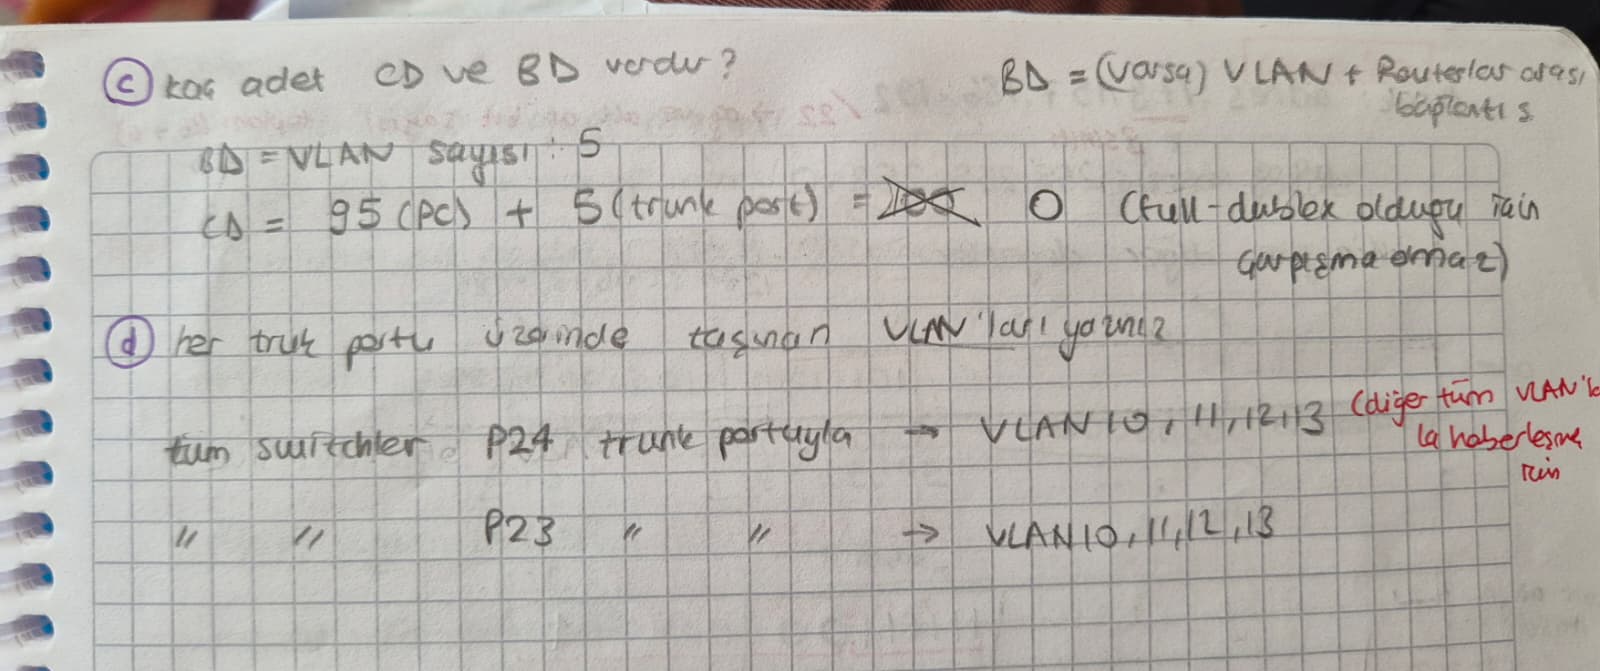 c kaç adet CD ve BD vardır?
BD = (varsa) VLAN + Routerlar arası
bağlantı s.
BD = VLAN sayısı : 5
CD = 95 (PC) + 5 (trunk port) = 0 (full-dublex olduğu için
çarpışma olmaz)
d her trunk portu üzerinde taşınan VLAN'ları yazınız
tüm switchler P24 trunk portuyla → VLAN 10, 11, 12, 13 (diğer tüm VLAN'la
la haberleşme
için
" " P23 " " → VLAN 10, 11, 12, 13